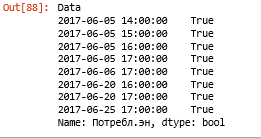 Out[88]: Data
2017-06-05 14:00:00 True
2017-06-05 15:00:00 True
2017-06-05 16:00:00 True
2017-06-05 17:00:00 True
2017-06-06 17:00:00 True
2017-06-20 16:00:00 True
2017-06-20 17:00:00 True
2017-06-25 17:00:00 True
Name: Потребл.эн, dtype: bool